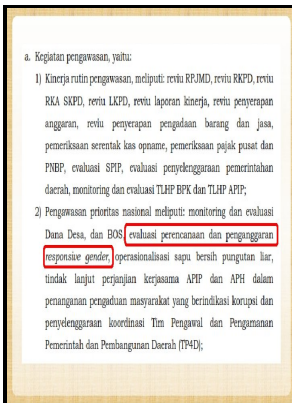 a. Kegiatan pengawasan, yaitu:
1) Kinerja rutin pengawasan, meliputi: reviu RPJMD, reviu RKPD, reviu
RKA SKPD, reviu LKPD, reviu laporan kinerja, reviu penyerapan
anggaran, reviu penyerapan pengadaan barang dan jasa,
pemeriksaan serentak kas opname, pemeriksaan pajak pusat dan
PNBP, evaluasi SPIP, evaluasi penyelenggaraan pemerintahan
daerah, monitoring dan evaluasi TLHP BPK dan TLHP APIP;
2) Pengawasan prioritas nasional meliputi: monitoring dan evaluasi
Dana Desa, dan BOS, evaluasi perencanaan dan penganggaran
responsive gender, operasionalisasi sapu bersih pungutan liar,
tindak lanjut perjanjian kerjasama APIP dan APH dalam
penanganan pengaduan masyarakat yang berindikasi korupsi dan
penyelenggaraan koordinasi Tim Pengawal dan Pengamanan
Pemerintah dan Pembangunan Daerah (TP4D);